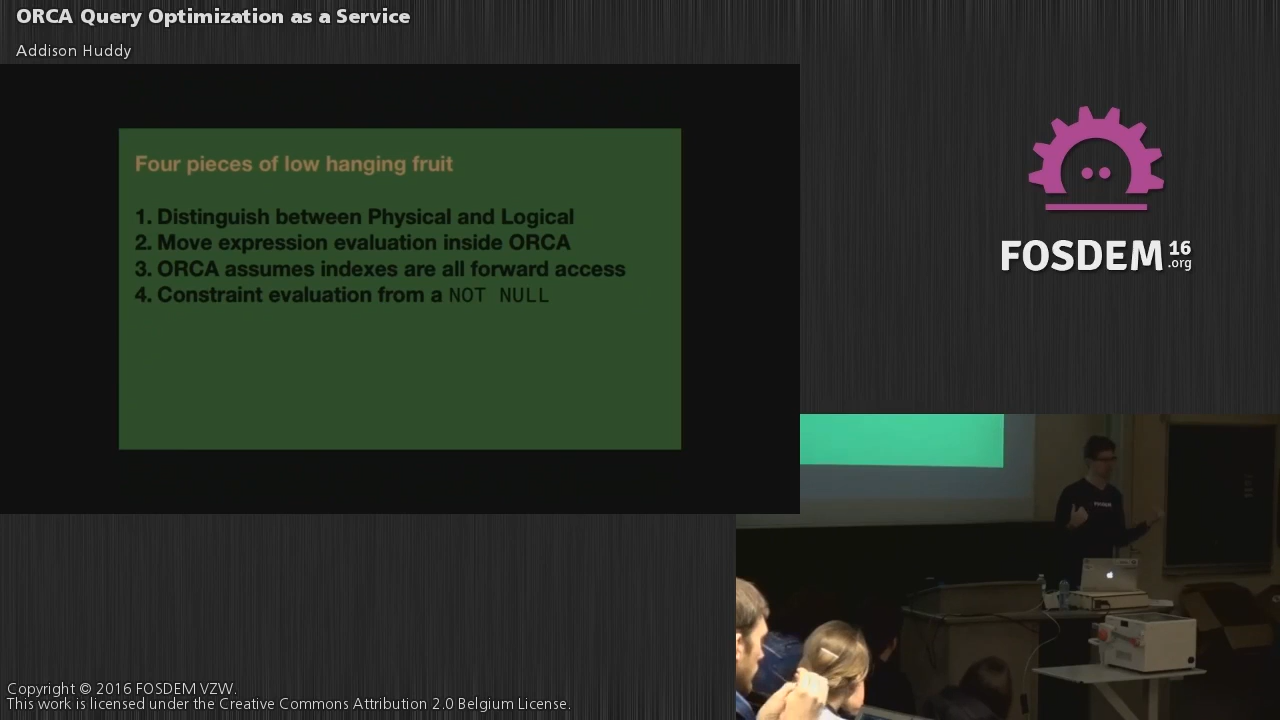 ORCA Query Optimization as a Service
Addison Huddy
Four pieces of low hanging fruit
1. Distinguish between Physical and Logical
2. Move expression evaluation inside ORCA
3. ORCA assumes indexes are all forward access
4. Constraint evaluation from a NOT NULL
FOSDEM 16
.org
Copyright © 2016 FOSDEM VZW.
This work is licensed under the Creative Commons Attribution 2.0 Belgium License.